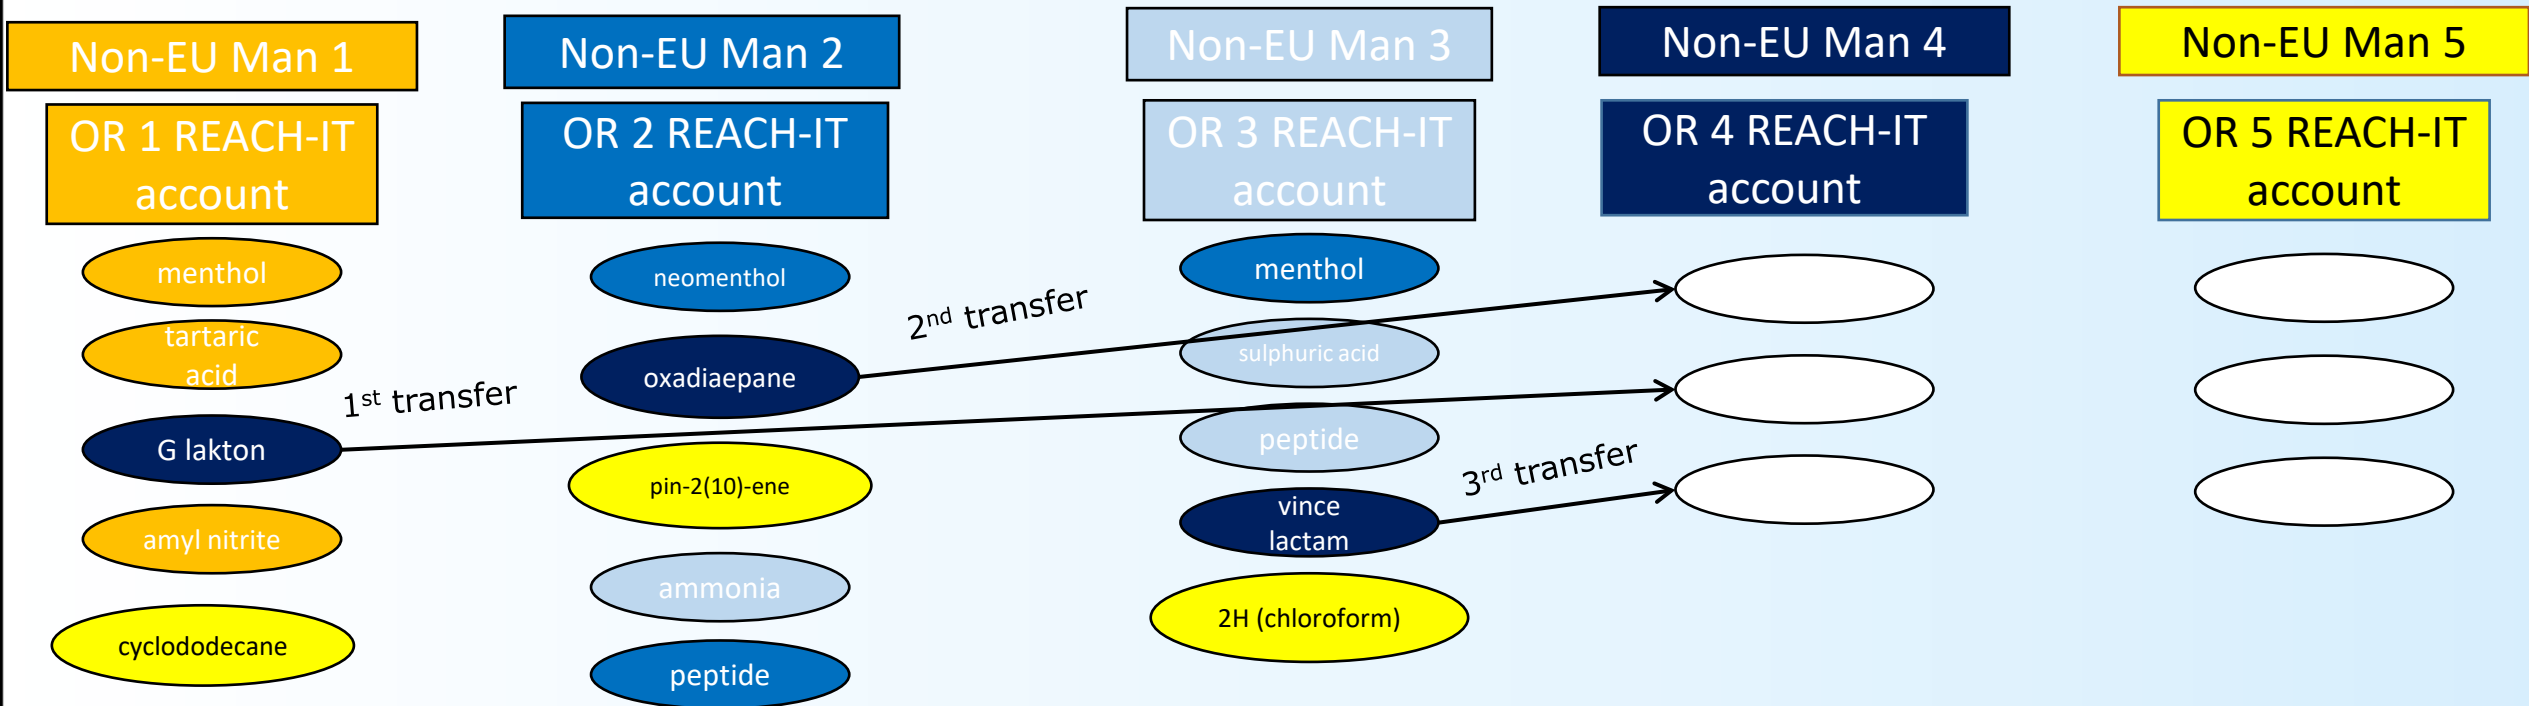 Non-EU Man 1
Non-EU Man 2
Non-EU Man 3
Non-EU Man 4
Non-EU Man 5
OR 1 REACH-IT
account
OR 2 REACH-IT
account
OR 3 REACH-IT
account
OR 4 REACH-IT
account
OR 5 REACH-IT
account
menthol
tartaric
acid
G lakton
amyl nitrite
cyclododecane
1st transfer
neomenthol
oxadiaepane
pin-2(10)-ene
ammonia
peptide
2nd transfer
menthol
sulphuric acid
peptide
vince
lactam
2H (chloroform)
3rd transfer